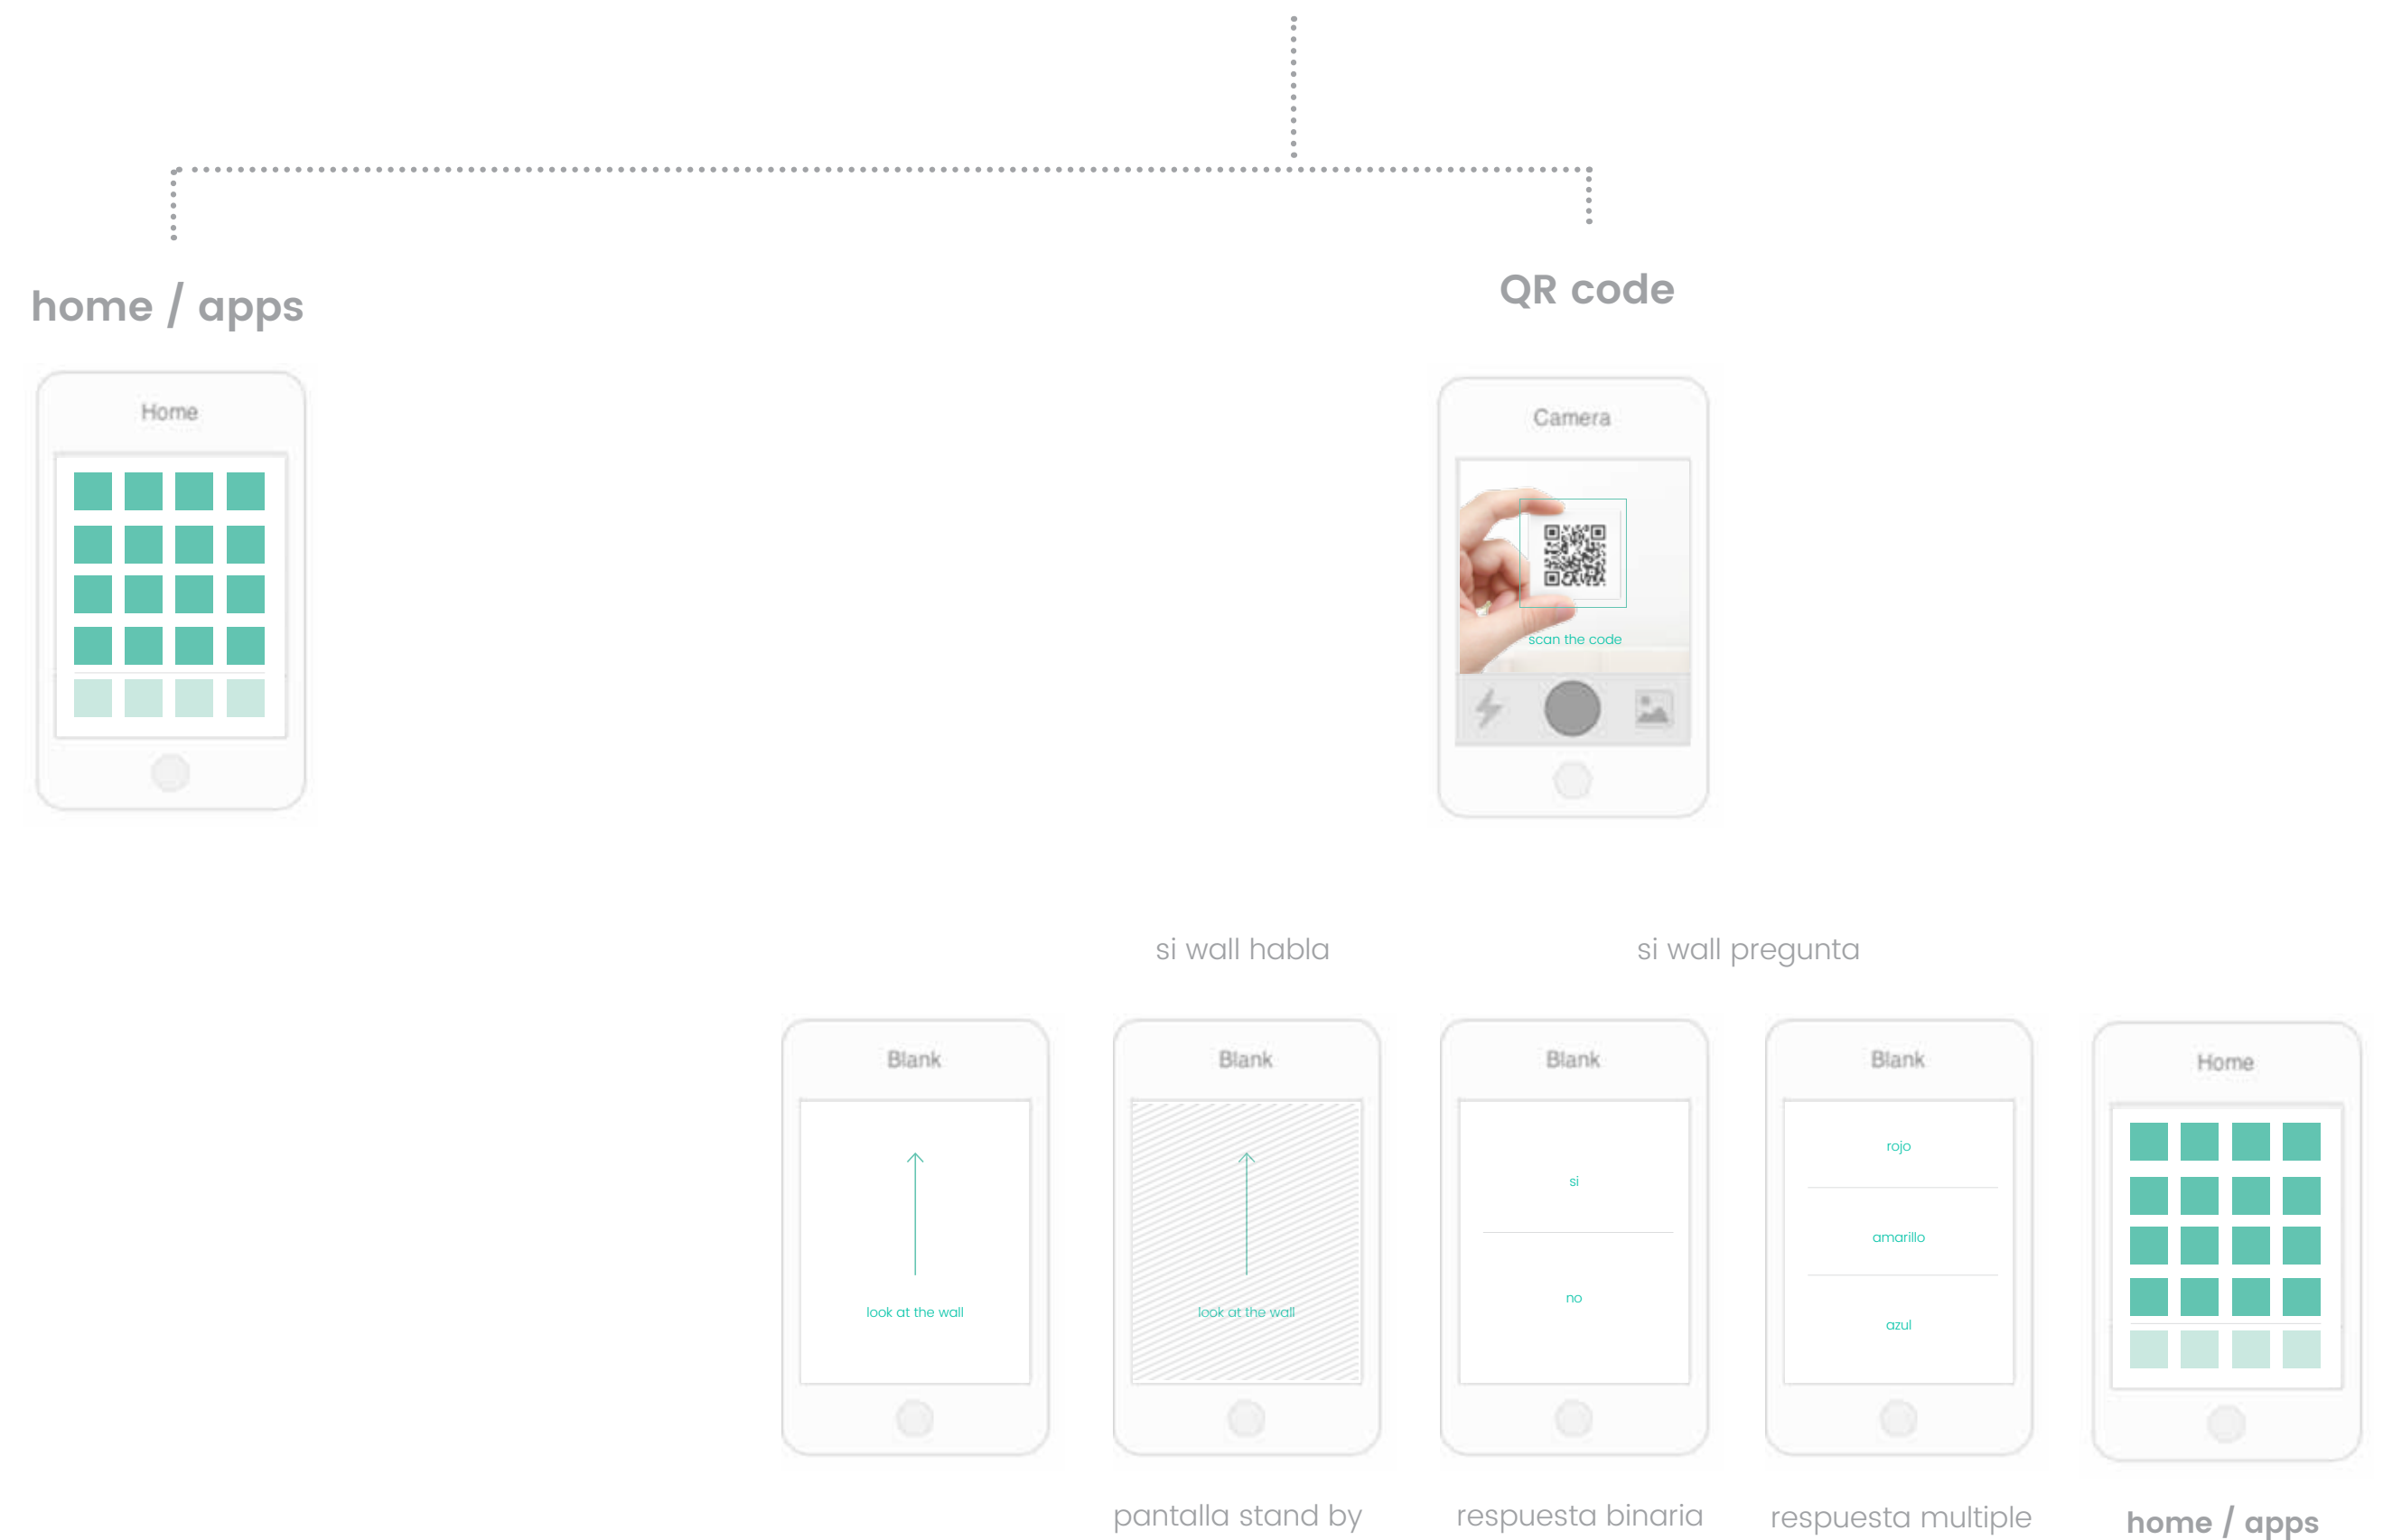 home / apps
QR code
Home
Camera
scan the code
si wall habla
si wall pregunta
Blank
Blank
Blank
Blank
Home
look at the wall
look at the wall
si
no
rojo
amarillo
azul
pantalla stand by
respuesta binaria
respuesta multiple
home / apps